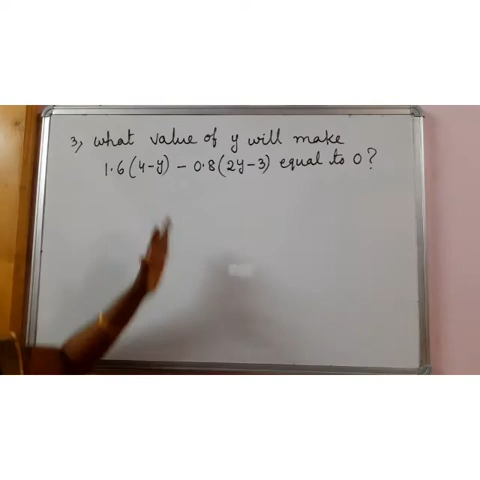 3, what value of y will make
1.6(4-y) - 0.8(2y-3) equal to 0?